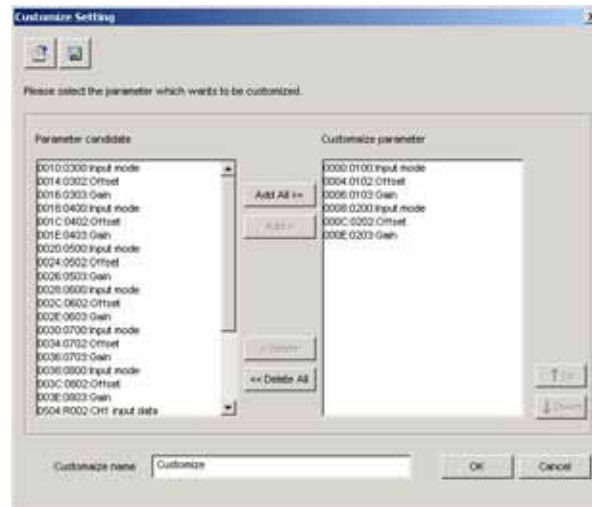 Customize Setting
Please select the parameter which wants to be customized.
Parameter candidate
Customaize parameter
0010:0300:Input mode
0014:0302:Offset
0016:0303:Gain
0018:0400:Input mode
001C:0402:Offset
001E:0403:Gain
0020:0500:Input mode
0024:0502:Offset
0026:0503:Gain
0028:0600:Input mode
002C:0602:Offset
002E:0603:Gain
0030:0700:Input mode
0034:0702:Offset
0036:0703:Gain
0038:0800:Input mode
003C:0802:Offset
003E:0803:Gain
0504:R002:CH1 input data
Add All >>
Add >
< Delete
<< Delete All
0000:0100:Input mode
0004:0102:Offset
0006:0103:Gain
0008:0200:Input mode
000C:0202:Offset
000E:0203:Gain
Up
Down
Customaize name
Customize
OK
Cancel